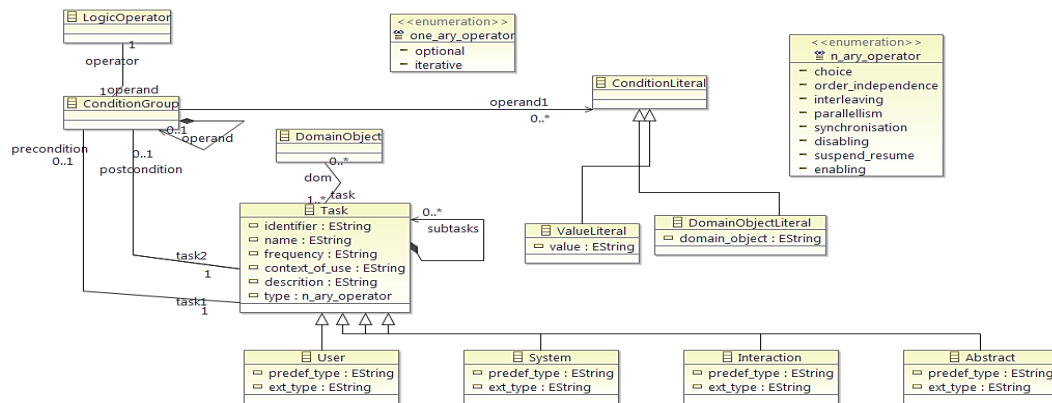 LogicOperator
1
operator
1 operand
ConditionGroup
0..1
operand
operand1
0..*
<<enumeration>>
one_ary_operator
optional
iterative
ConditionLiteral
<<enumeration>>
n_ary_operator
choice
order_independence
interleaving
parallellism
synchronisation
disabling
suspend_resume
enabling
precondition
0..1
0..1
postcondition
DomainObject
0..*
dom
task
1..*
Task
identifier : EString
name : EString
frequency : EString
context_of_use : EString
descrition : EString
type : n_ary_operator
0..*
subtasks
task2
1
task1
1
ValueLiteral
value : EString
DomainObjectLiteral
domain_object : EString
User
predef_type : EString
ext_type : EString
System
predef_type : EString
ext_type : EString
Interaction
predef_type : EString
ext_type : EString
Abstract
predef_type : EString
ext_type : EString